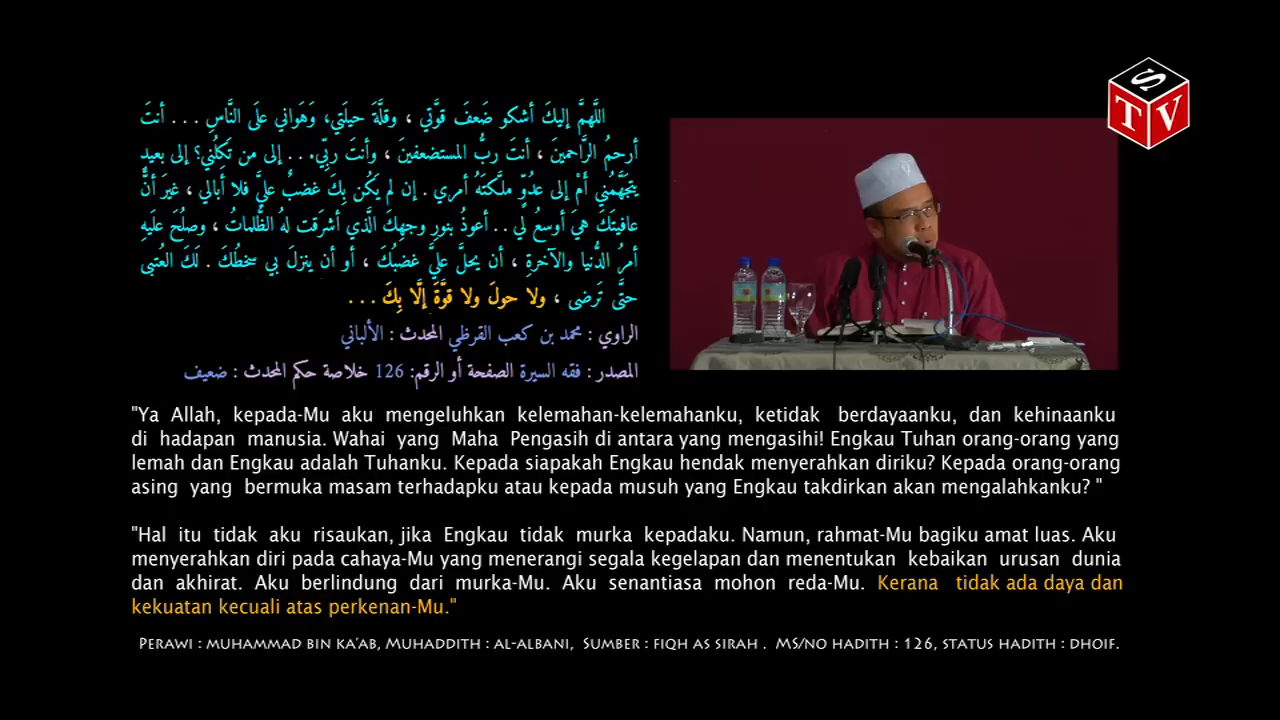 اللَّهمَّ إليكَ أشكو ضَعفَ قوَّتي ، وقلَّةَ حيلَتي، وَهَواني علَى النَّاسِ . . . أنتَ
أرحمُ الرَّاحمينَ ، أنتَ ربُّ المستضعفينَ ، وأنتَ ربِّي. . . إلى من تَكلُني؟ إلى بعيدٍ
يتجَهَّمُني أَمْ إلى عدُوٍّ ملَّكتَهُ أمري . إن لم يَكُن بِكَ غضبٌ عليَّ فلا أبالي ، غيرَ أنَّ
عافيتَكَ هيَ أوسعُ لي . . أعوذُ بنورِ وجهِكَ الَّذي أشرَقت لهُ الظُّلماتُ ، وصلُحَ علَيهِ
أمرُ الدُّنيا والآخرةِ ، أن يحلَّ عليَّ غضبُكَ ، أو أن ينزلَ بي سخطُكَ . لَكَ العتبى
حتَّى تَرضى ، ولا حولَ ولا قوَّةَ إلَّا بِكَ . . .
الراوي : محمد بن كعب القرظي المحدث : الألباني
المصدر : فقه السيرة الصفحة أو الرقم: 126 خلاصة حكم المحدث : ضعيف
S
T V
"Ya Allah, kepada-Mu aku mengeluhkan kelemahan-kelemahanku, ketidak berdayaanku, dan kehinaanku
di hadapan manusia. Wahai yang Maha Pengasih di antara yang mengasihi! Engkau Tuhan orang-orang yang
lemah dan Engkau adalah Tuhanku. Kepada siapakah Engkau hendak menyerahkan diriku? Kepada orang-orang
asing yang bermuka masam terhadapku atau kepada musuh yang Engkau takdirkan akan mengalahkanku? "
"Hal itu tidak aku risaukan, jika Engkau tidak murka kepadaku. Namun, rahmat-Mu bagiku amat luas. Aku
menyerahkan diri pada cahaya-Mu yang menerangi segala kegelapan dan menentukan kebaikan urusan dunia
dan akhirat. Aku berlindung dari murka-Mu. Aku senantiasa mohon reda-Mu. Kerana tidak ada daya dan
kekuatan kecuali atas perkenan-Mu."
PERAWI : MUHAMMAD BIN KA'AB, MUHADDITH : AL-ALBANI, SUMBER : FIQH AS SIRAH . MS/NO HADITH : 126, STATUS HADITH : DHOIF.